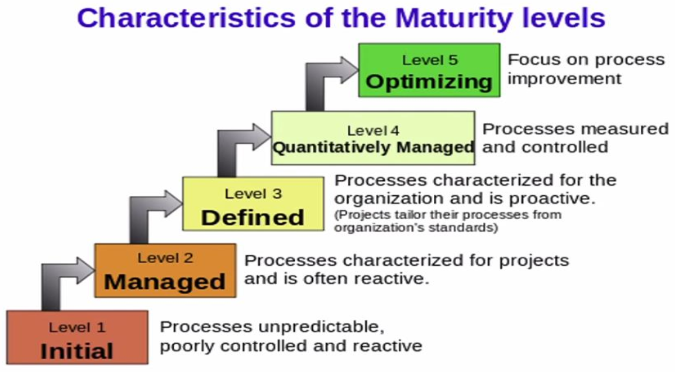 Characteristics of the Maturity levels
Level 5
Optimizing
Focus on process
improvement
Level 4
Quantitatively Managed
Processes measured
and controlled
Level 3
Defined
Processes characterized for the
organization and is proactive.
(Projects tailor their processes from
organization's standards)
Level 2
Managed
Processes characterized for projects
and is often reactive.
Level 1
Initial
Processes unpredictable,
poorly controlled and reactive